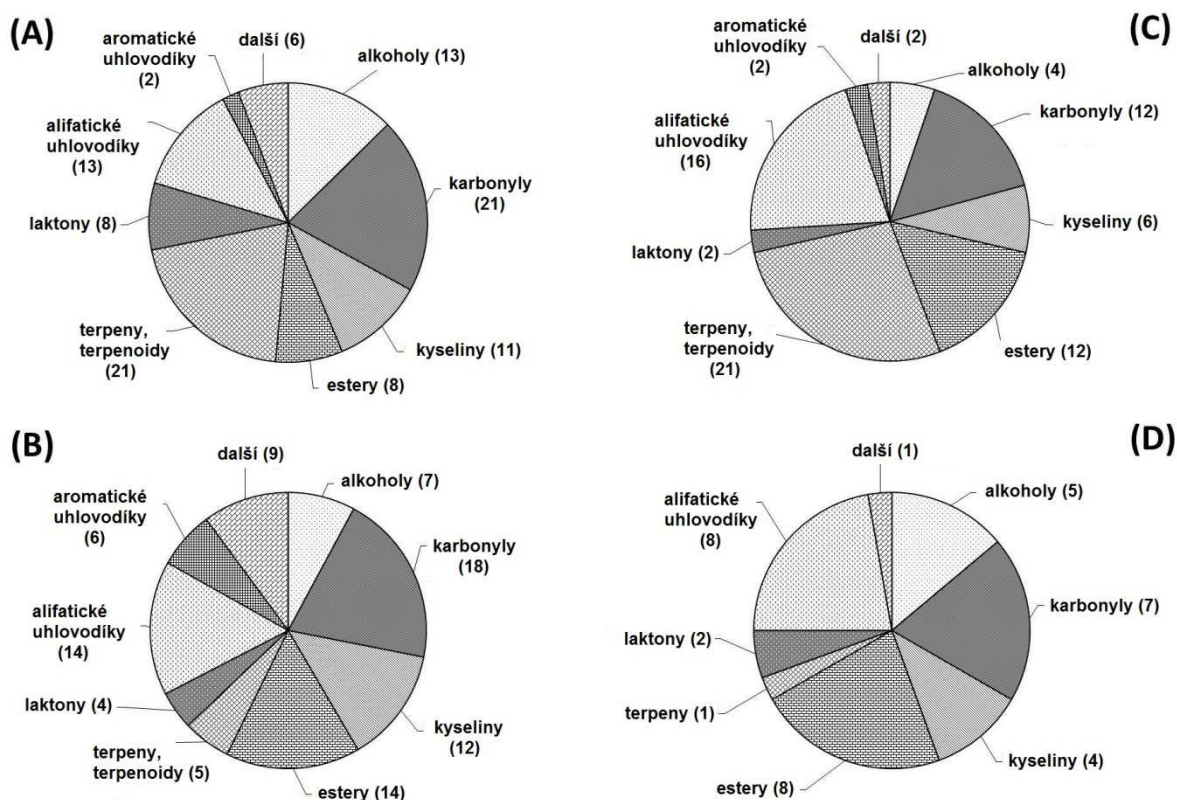 (A)
aromatické
uhlovodíky
(2)
další (6)
alkoholy (13)
alifatické
uhlovodíky
(13)
karbonyly
(21)
laktony (8)
terpeny,
terpenoidy
(21)
kyseliny (11)
estery (8)
(C)
aromatické
uhlovodíky
(2)
další (2)
alkoholy (4)
karbonyly (12)
alifatické
uhlovodíky
(16)
kyseliny (6)
laktony (2)
terpeny,
terpenoidy
(21)
estery (12)
(B)
další (9)
alkoholy (7)
aromatické
uhlovodíky
(6)
karbonyly
(18)
alifatické
uhlovodíky
(14)
laktony (4)
kyseliny
(12)
terpeny,
terpenoidy (5)
estery (14)
(D)
další (1)
alkoholy (5)
alifatické
uhlovodíky
(8)
karbonyly (7)
laktony (2)
terpeny (1)
kyseliny (4)
estery (8)